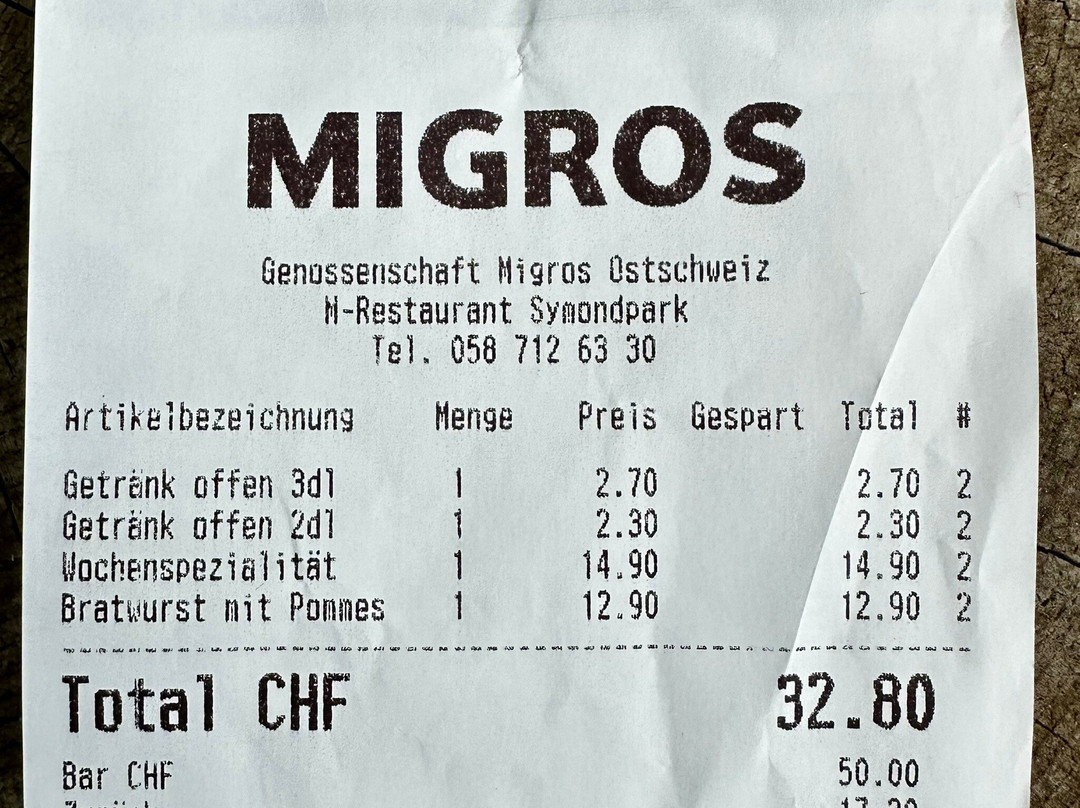 MIGROS
Genossenschaft Migros Ostschweiz
M-Restaurant Symondpark
Tel. 058 712 63 30
Artikelbezeichnung Menge Preis Gespart Total #
Getränk offen 3dl 1 2.70 2.70 2
Getränk offen 2dl 1 2.30 2.30 2
Wochenspezialität 1 14.90 14.90 2
Bratwurst mit Pommes 1 12.90 12.90 2
Total CHF 32.80
Bar CHF 50.00